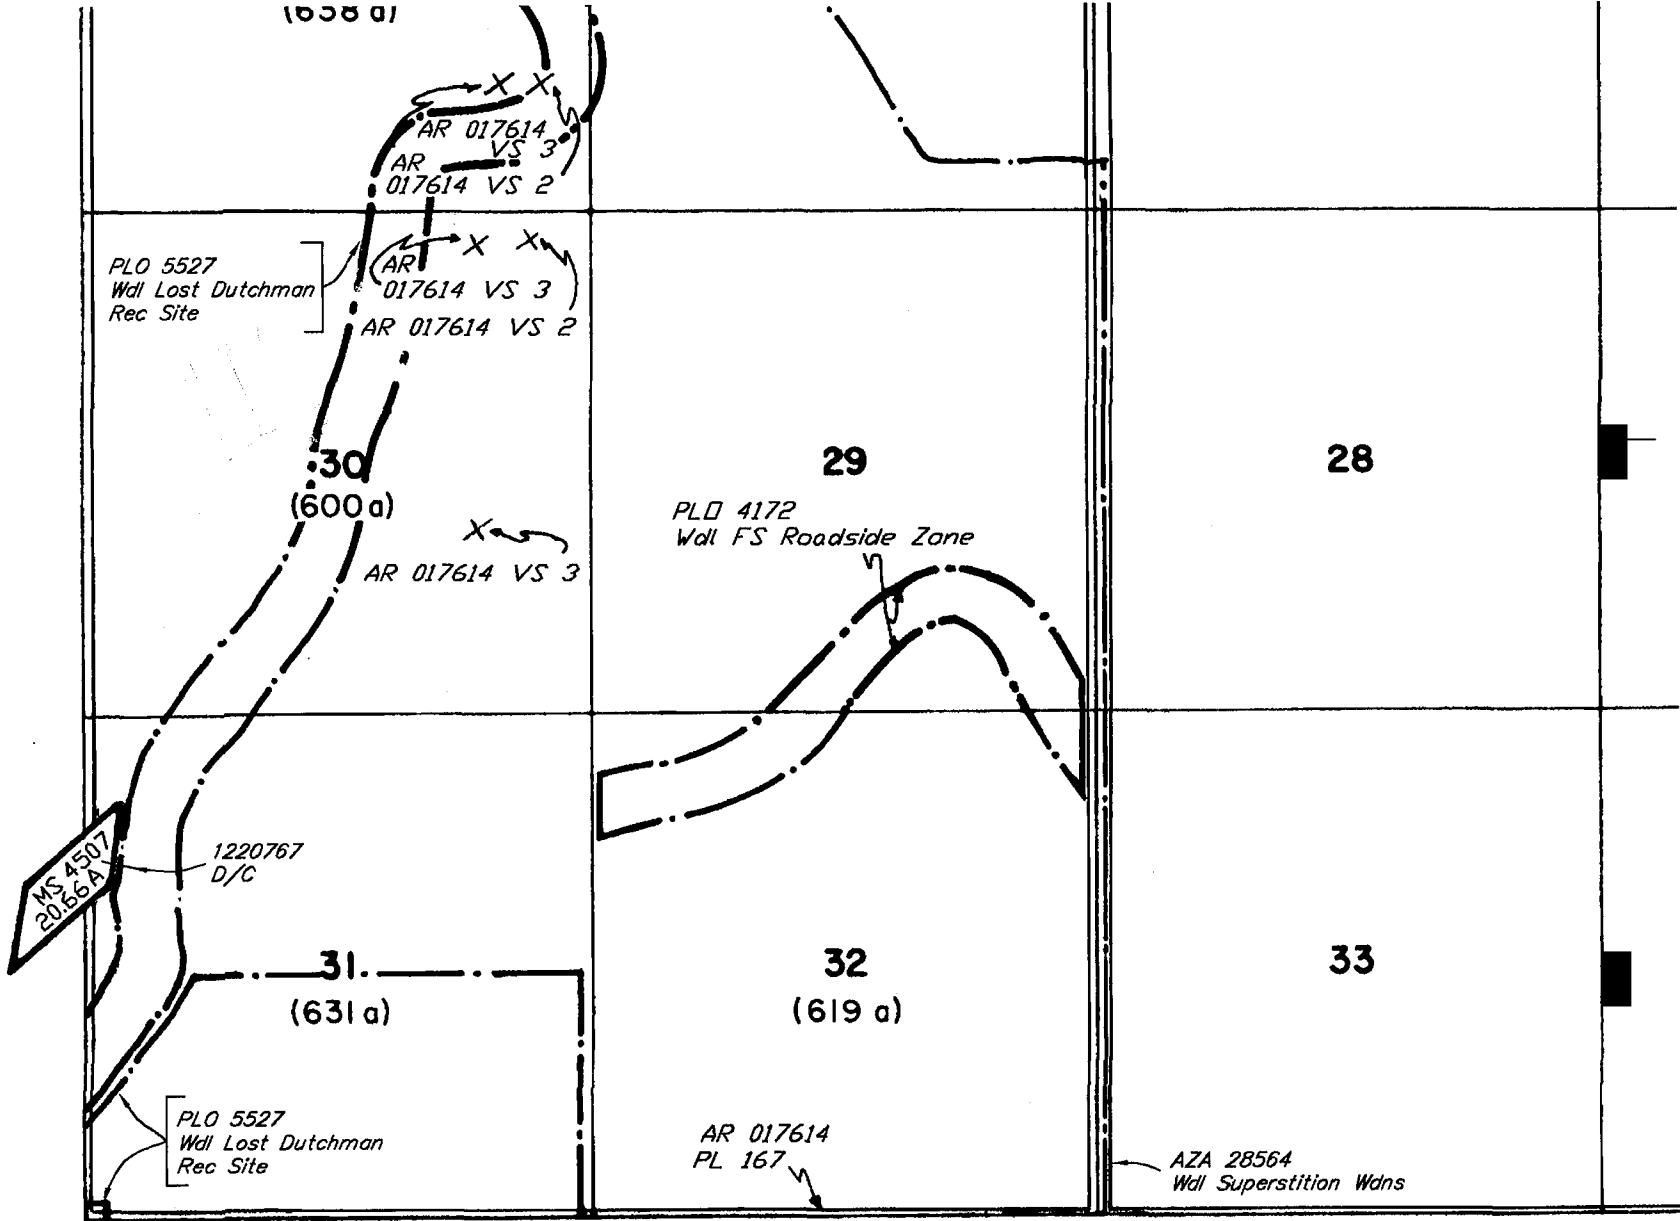 (638 a)
AR 017614
VS 3
AR
017614 VS 2
PLO 5527
Wdl Lost Dutchman
Rec Site
AR
017614 VS 3
AR 017614 VS 2
30
(600 a)
29
28
PLO 4172
Wdl FS Roadside Zone
AR 017614 VS 3
MS 4507
20.66 A
1220767
D/C
31
(631 a)
32
(619 a)
33
PLO 5527
Wdl Lost Dutchman
Rec Site
AR 017614
PL 167
AZA 28564
Wdl Superstition Wdns